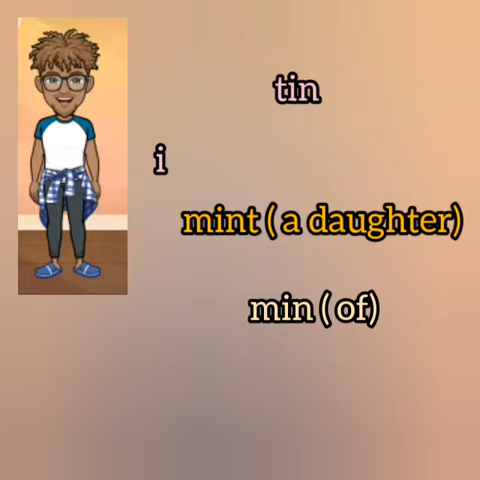 tin
i
mint ( a daughter)
min ( of)